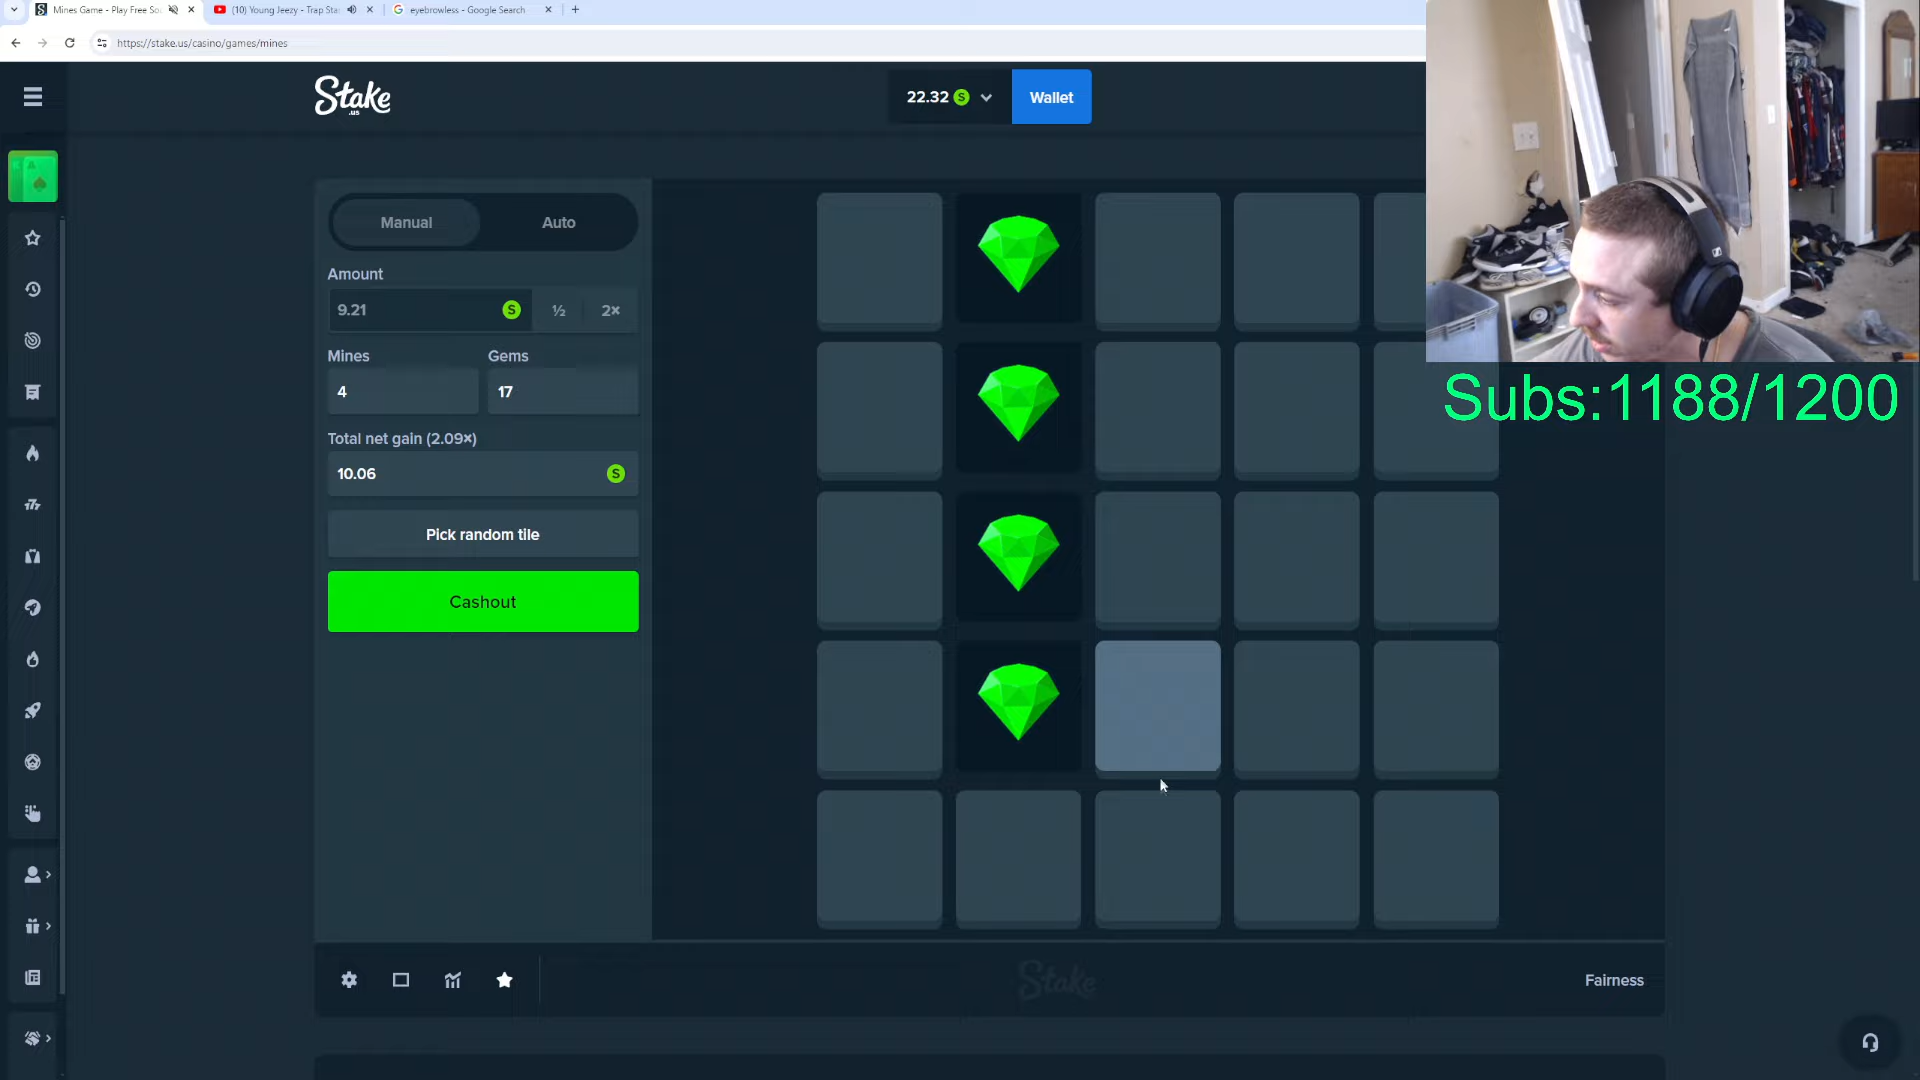 Mines Game - Play Free So
(10) Young Jeezy - Trap Sta
eyebrowless - Google Search
https://stake.us/casino/games/mines
Stake
.us
22.32 S
Wallet
Manual
Auto
Amount
9.21 S ½ 2×
Mines
Gems
4
17
Total net gain (2.09×)
10.06 S
Pick random tile
Cashout
Subs:1188/1200
Stake
Fairness